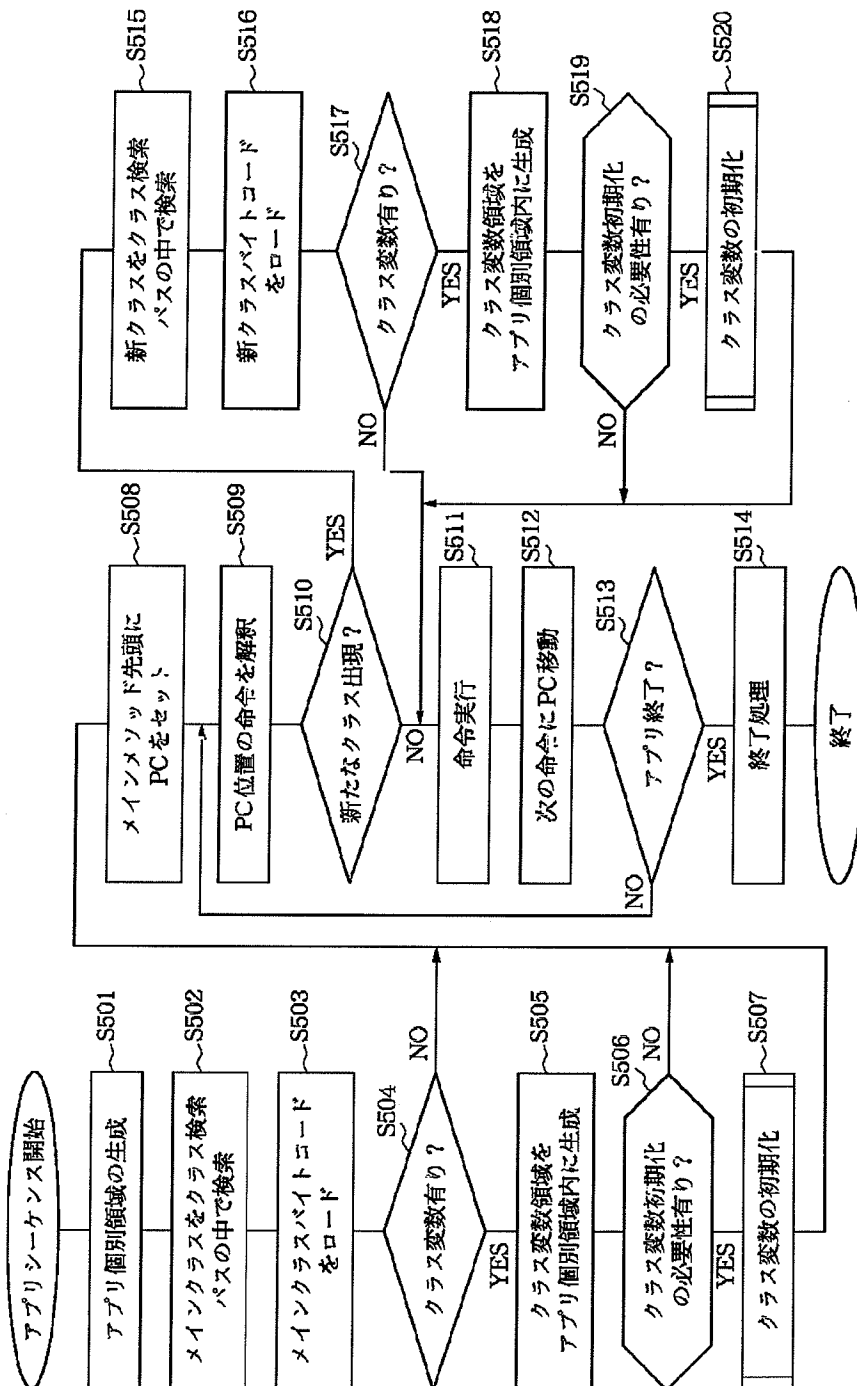 アプリシーケンス開始
アプリ個別領域の生成
S501
メインクラスをクラス検索
パスの中で検索
S502
メインクラスバイトコード
をロード
S503
クラス変数有り？
S504
NO
YES
クラス変数領域を
アプリ個別領域内に生成
S505
クラス変数初期化
の必要性有り？
S506
NO
YES
クラス変数の初期化
S507
メインメソッド先頭に
PCをセット
S508
PC位置の命令を解釈
S509
新たなクラス出現？
S510
YES
NO
命令実行
S511
次の命令にPC移動
S512
アプリ終了？
S513
NO
YES
終了処理
S514
終了
新クラスをクラス検索
パスの中で検索
S515
新クラスバイトコード
をロード
S516
クラス変数有り？
S517
NO
YES
クラス変数領域を
アプリ個別領域内に生成
S518
クラス変数初期化
の必要性有り？
S519
NO
YES
クラス変数の初期化
S520